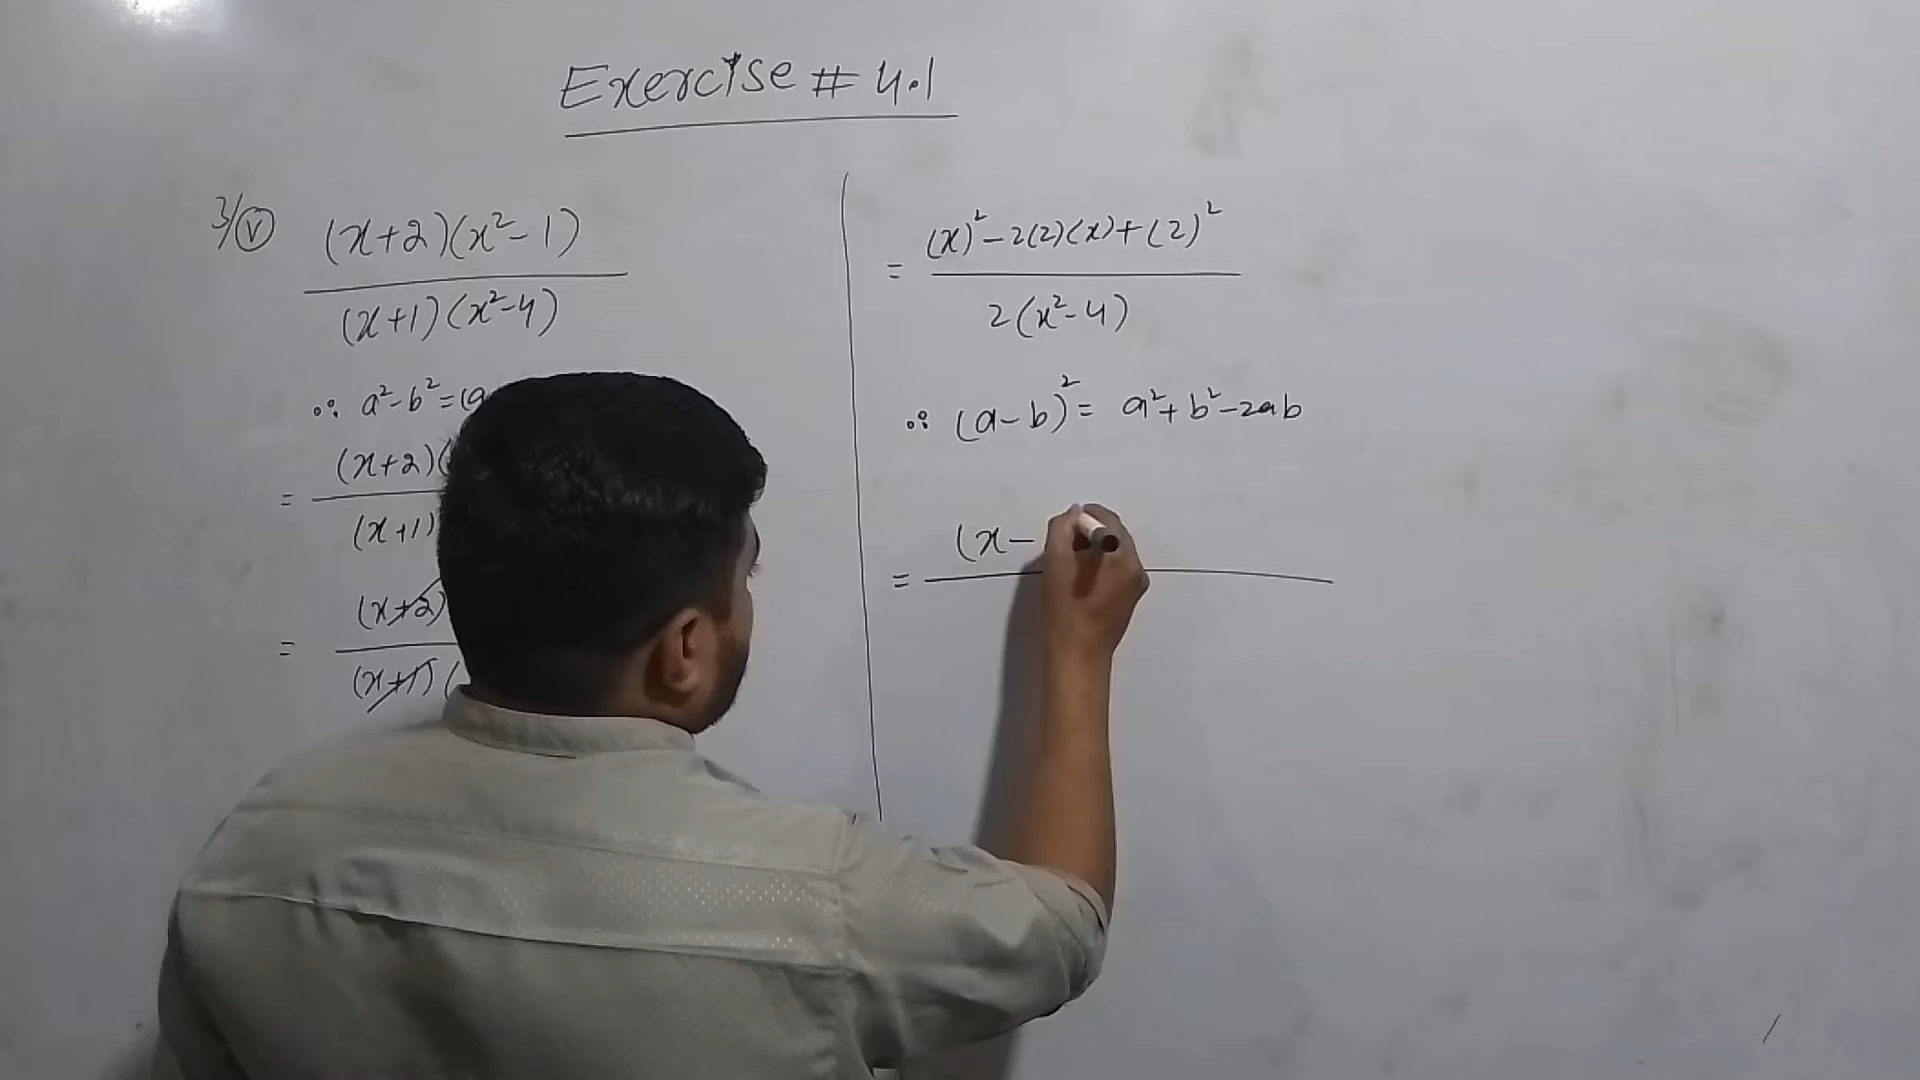 Exercise # 4.1
3/(v) (x+2)(x²-1)
(x+1)(x²-4)
∴ a²-b²=(a
= (x+2)(
(x+1)
= (x+2)
(x+1)(
= (x)²-2(2)(x)+(2)²
2(x²-4)
∴ (a-b)²= a²+b²-2ab
= (x-